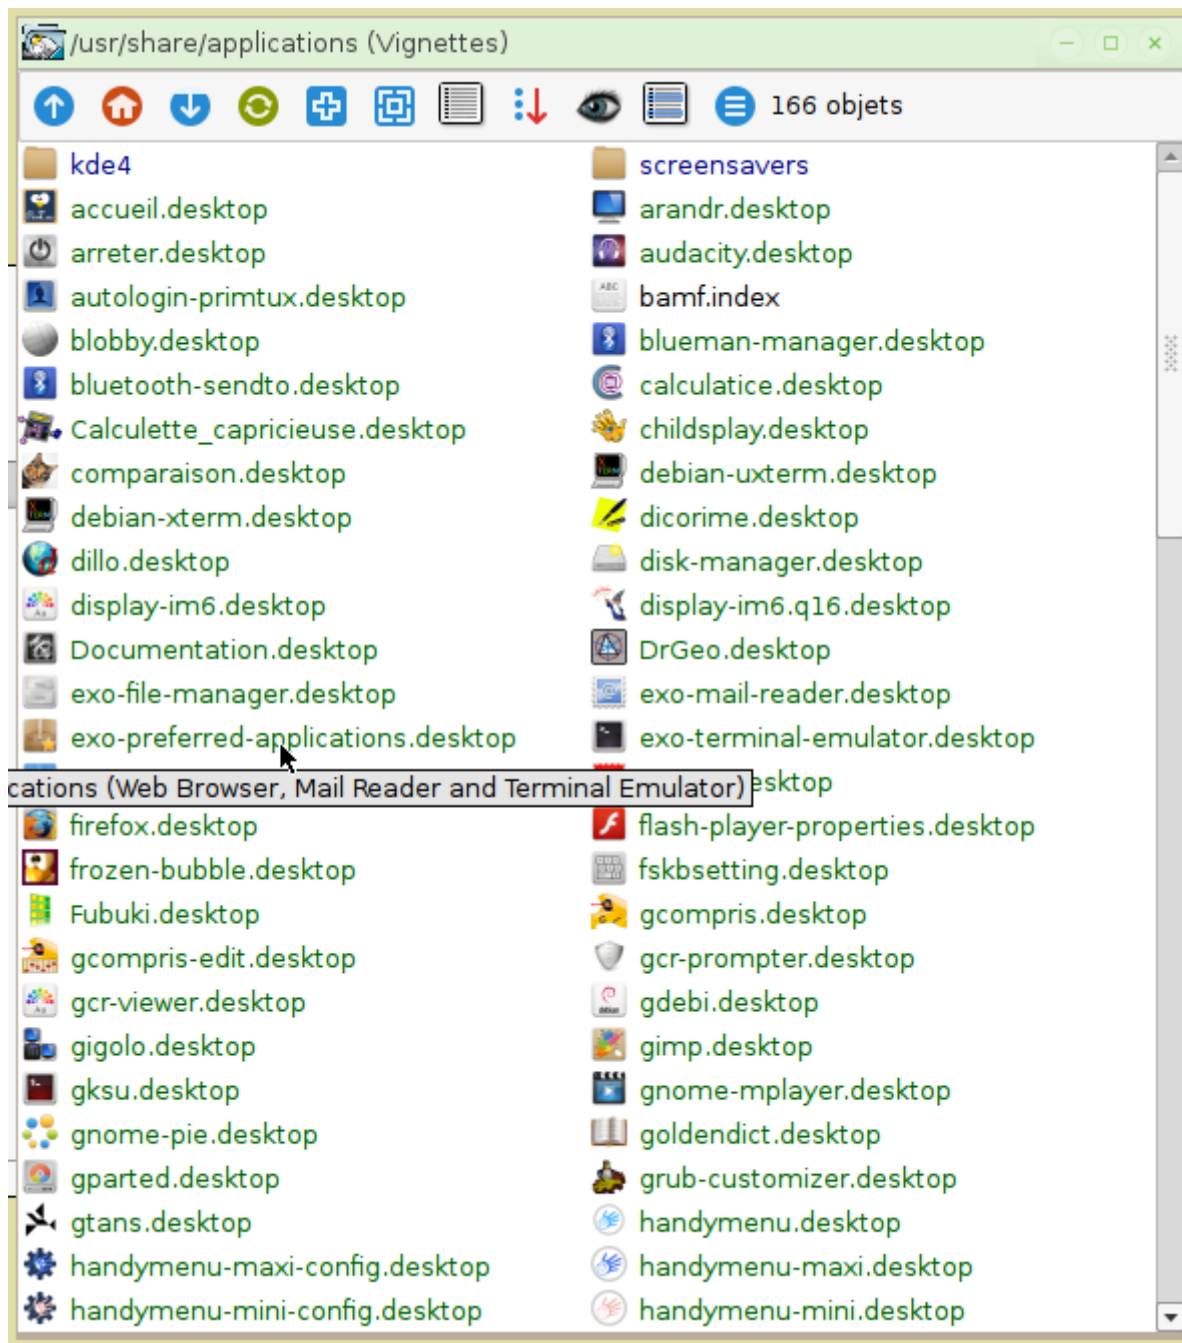 /usr/share/applications (Vignettes)
166 objets
kde4 screensavers
accueil.desktop arandr.desktop
arreter.desktop audacity.desktop
autologin-primtux.desktop bamf.index
blobby.desktop blueman-manager.desktop
bluetooth-sendto.desktop calculatice.desktop
Calculette_capricieuse.desktop childsplay.desktop
comparaison.desktop debian-uxterm.desktop
debian-xterm.desktop dicorime.desktop
dillo.desktop disk-manager.desktop
display-im6.desktop display-im6.q16.desktop
Documentation.desktop DrGeo.desktop
exo-file-manager.desktop exo-mail-reader.desktop
exo-preferred-applications.desktop exo-terminal-emulator.desktop
cations (Web Browser, Mail Reader and Terminal Emulator) esktop
firefox.desktop flash-player-properties.desktop
frozen-bubble.desktop fskbsetting.desktop
Fubuki.desktop gcompris.desktop
gcompris-edit.desktop gcr-prompter.desktop
gcr-viewer.desktop gdebi.desktop
gigolo.desktop gimp.desktop
gksu.desktop gnome-mplayer.desktop
gnome-pie.desktop goldendict.desktop
gparted.desktop grub-customizer.desktop
gtans.desktop handymenu.desktop
handymenu-maxi-config.desktop handymenu-maxi.desktop
handymenu-mini-config.desktop handymenu-mini.desktop